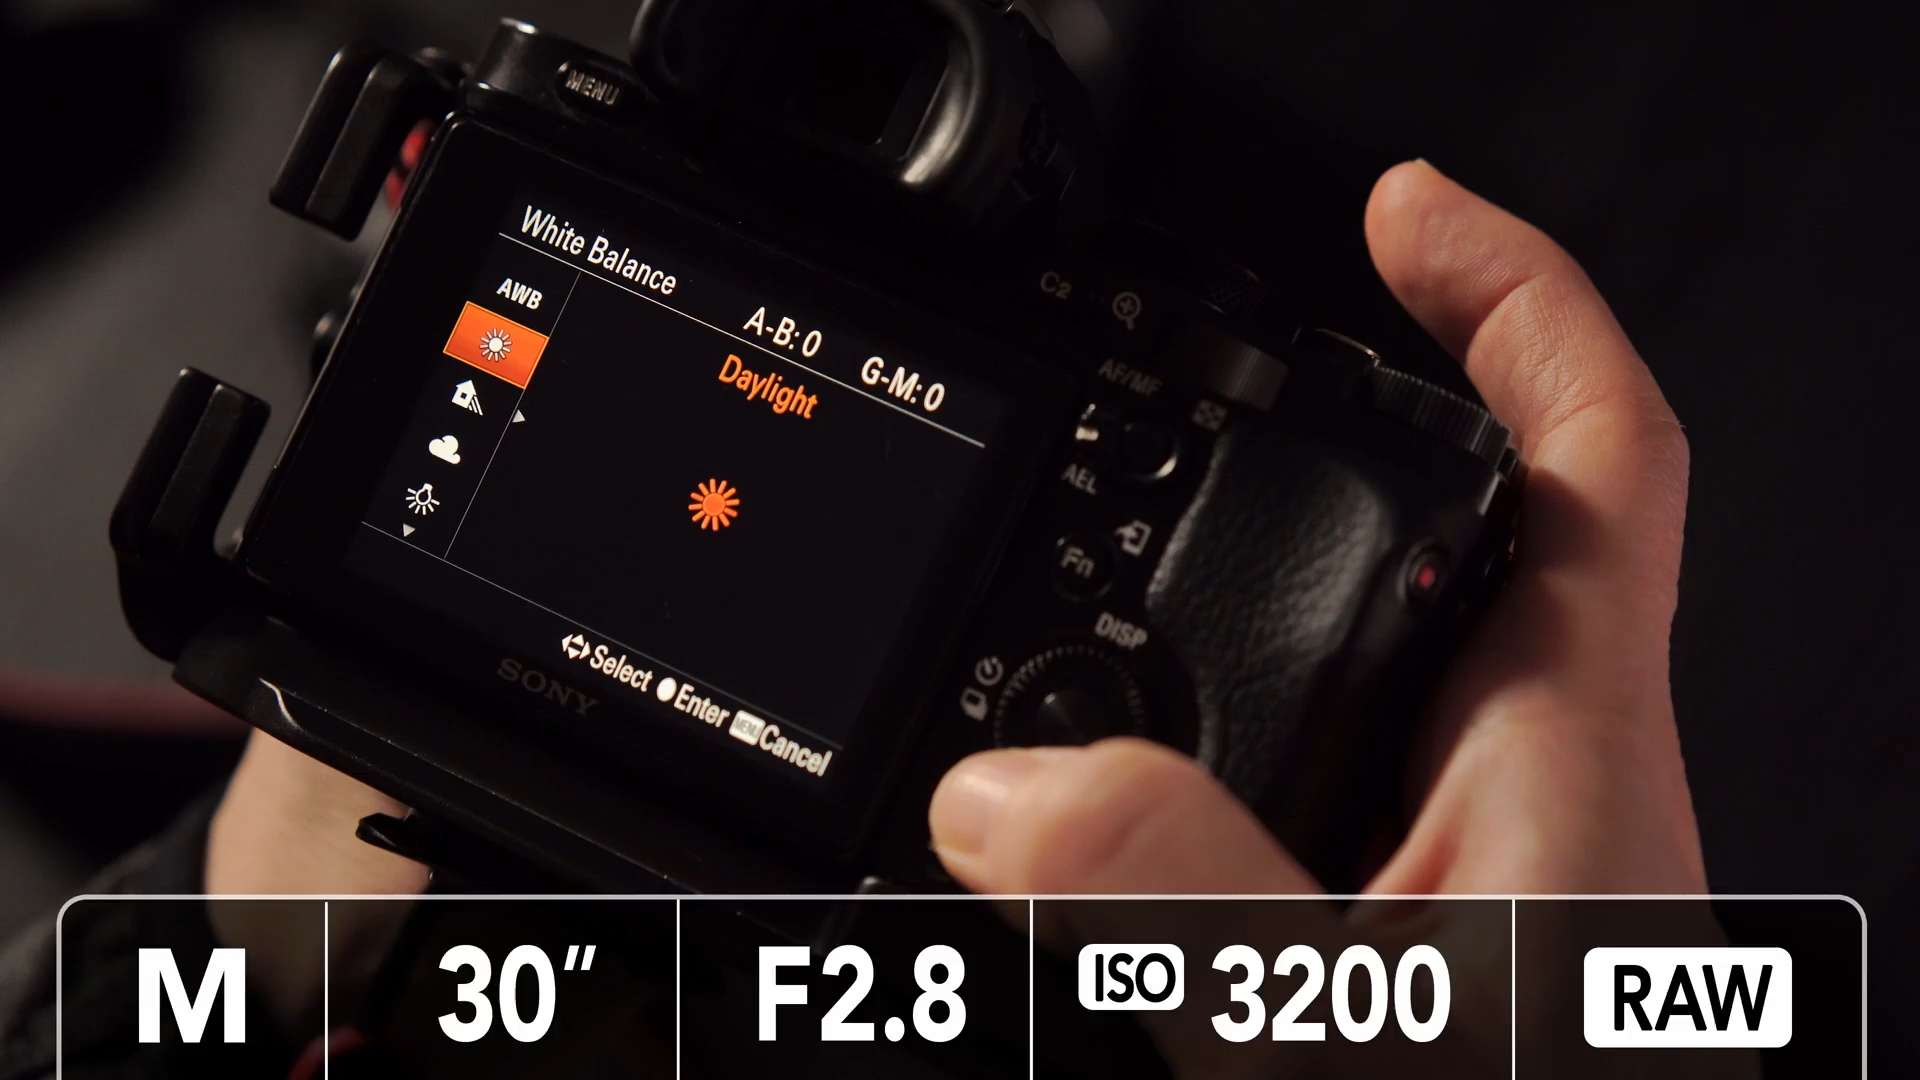 MENU
White Balance
A-B: 0 G-M: 0
AWB
Daylight
Select Enter MENU Cancel
SONY
C2
AF/MF
AEL
Fn
DISP
M 30" F2.8 ISO 3200 RAW